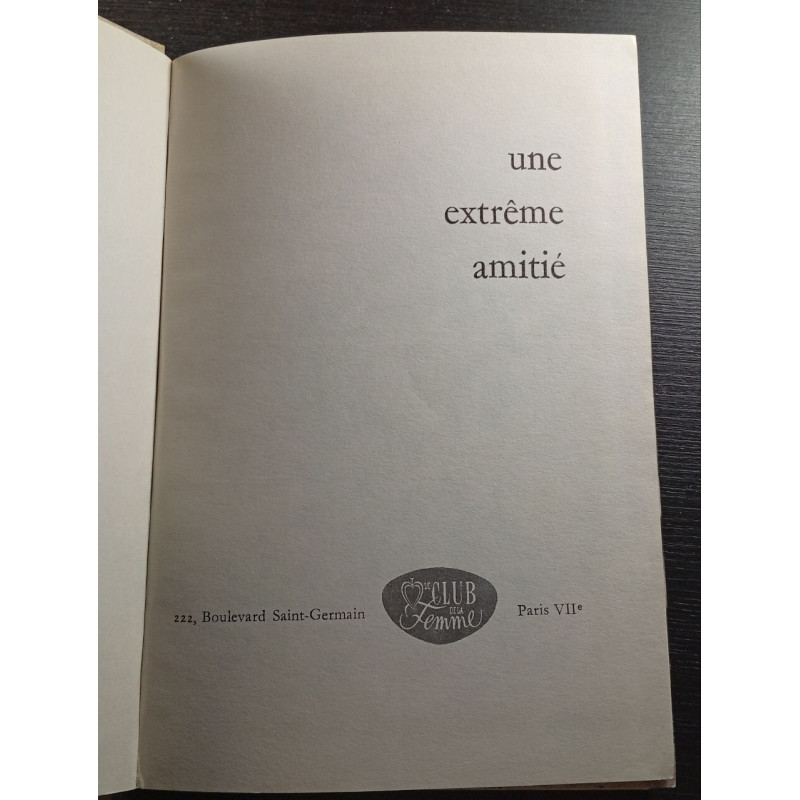 une
extrême
amitié
222, Boulevard Saint-Germain
LE CLUB
DE LA
Femme
Paris VIIe